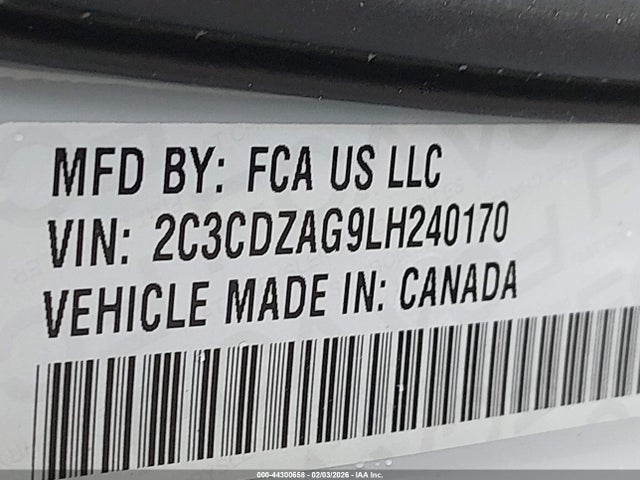 MFD BY: FCA US LLC
VIN: 2C3CDZAG9LH240170
VEHICLE MADE IN: CANADA
000-44300658 - 02/03/2026 - IAA Inc.